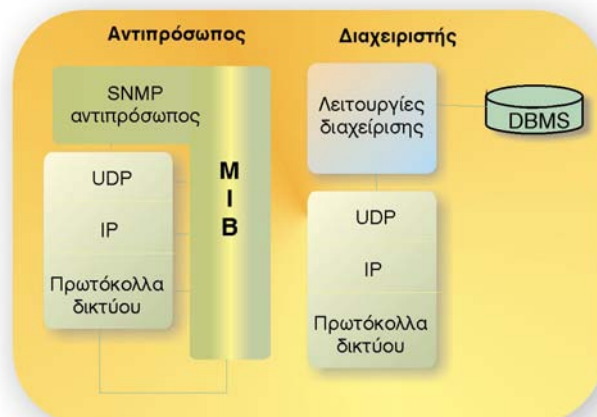 Αντιπρόσωπος
SNMP
αντιπρόσωπος
UDP
IP
Πρωτόκολλα
δικτύου
M
I
B
Διαχειριστής
Λειτουργίες
διαχείρισης
DBMS
UDP
IP
Πρωτόκολλα
δικτύου